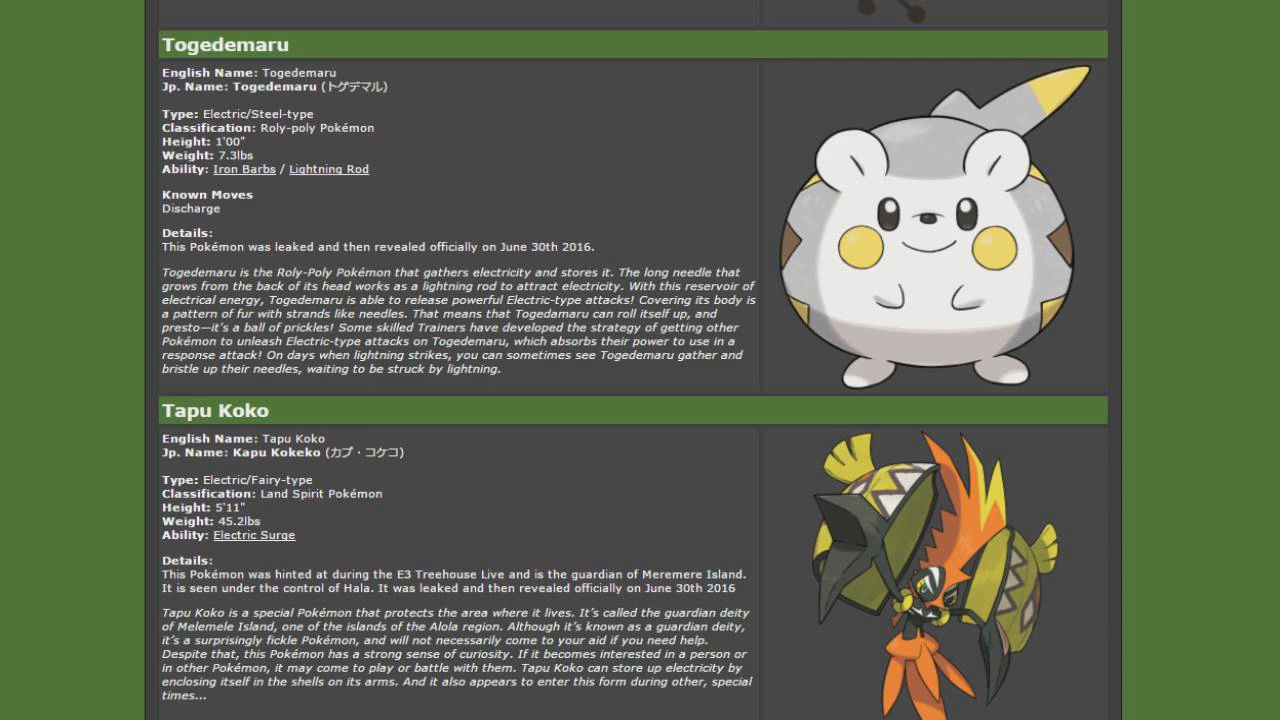 Togedemaru
English Name: Togedemaru
Jp. Name: Togedemaru (トゲデマル)
Type: Electric/Steel-type
Classification: Roly-poly Pokémon
Height: 1'00"
Weight: 7.3lbs
Ability: Iron Barbs / Lightning Rod
Known Moves
Discharge
Details:
This Pokémon was leaked and then revealed officially on June 30th 2016.
Togedemaru is the Roly-Poly Pokémon that gathers electricity and stores it. The long needle that
grows from the back of its head works as a lightning rod to attract electricity. With this reservoir of
electrical energy, Togedemaru is able to release powerful Electric-type attacks! Covering its body is
a pattern of fur with strands like needles. That means that Togedamaru can roll itself up, and
presto—it's a ball of prickles! Some skilled Trainers have developed the strategy of getting other
Pokémon to unleash Electric-type attacks on Togedemaru, which absorbs their power to use in a
response attack! On days when lightning strikes, you can sometimes see Togedemaru gather and
bristle up their needles, waiting to be struck by lightning.
Tapu Koko
English Name: Tapu Koko
Jp. Name: Kapu Kokeko (カプ・コケコ)
Type: Electric/Fairy-type
Classification: Land Spirit Pokémon
Height: 5'11"
Weight: 45.2lbs
Ability: Electric Surge
Details:
This Pokémon was hinted at during the E3 Treehouse Live and is the guardian of Meremere Island.
It is seen under the control of Hala. It was leaked and then revealed officially on June 30th 2016
Tapu Koko is a special Pokémon that protects the area where it lives. It's called the guardian deity
of Melemele Island, one of the islands of the Alola region. Although it's known as a guardian deity,
it's a surprisingly fickle Pokémon, and will not necessarily come to your aid if you need help.
Despite that, this Pokémon has a strong sense of curiosity. If it becomes interested in a person or
in other Pokémon, it may come to play or battle with them. Tapu Koko can store up electricity by
enclosing itself in the shells on its arms. And it also appears to enter this form during other, special
times...